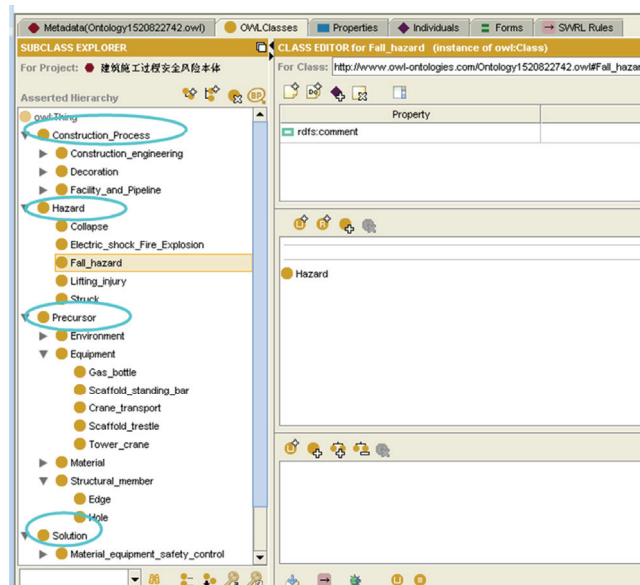 Metadata(Ontology1520822742.owl)
OWLClasses
Properties
Individuals
Forms
SWRL Rules
SUBCLASS EXPLORER
For Project: 建筑施工过程安全风险本体
Asserted Hierarchy
owl:Thing
Construction_Process
Construction_engineering
Decoration
Facility_and_Pipeline
Hazard
Collapse
Electric_shock_Fire_Explosion
Fall_hazard
Lifting_injury
Struck
Precursor
Environment
Equipment
Gas_bottle
Scaffold_standing_bar
Crane_transport
Scaffold_trestle
Tower_crane
Material
Structural_member
Edge
Hole
Solution
Material_equipment_safety_control
CLASS EDITOR for Fall_hazard (instance of owl:Class)
For Class: http://www.owl-ontologies.com/Ontology1520822742.owl#Fall_hazar
Property
rdfs:comment
Hazard